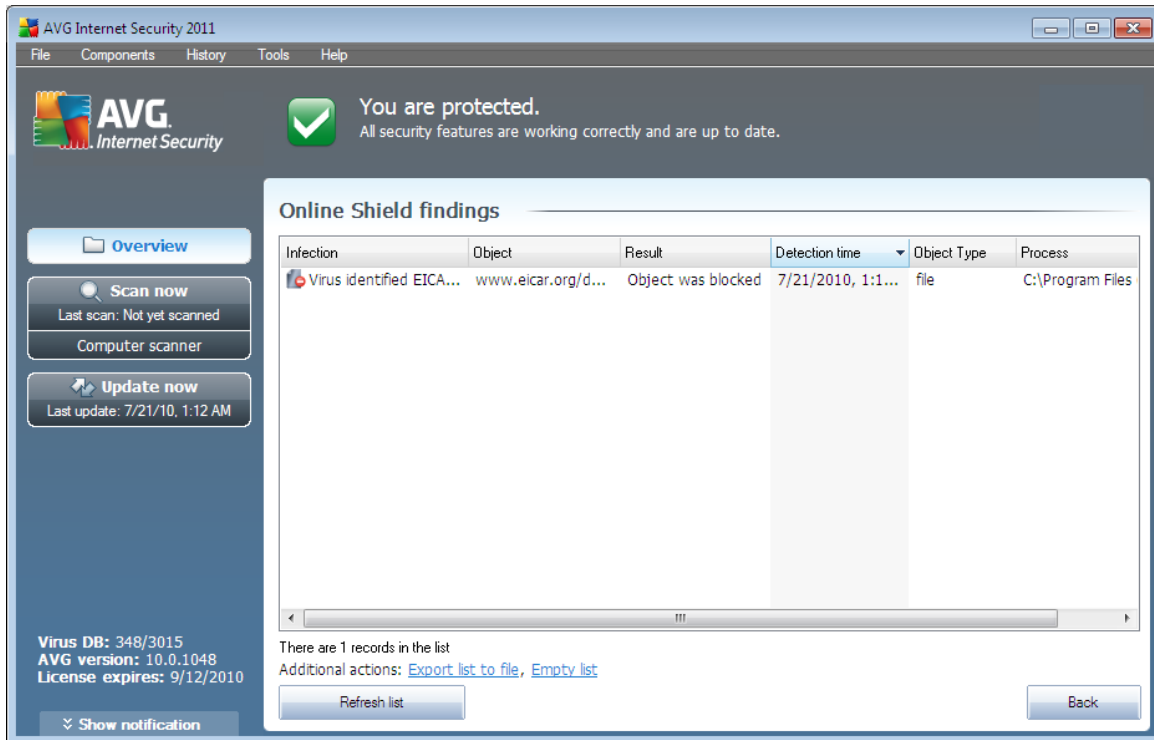 AVG Internet Security 2011
File Components History Tools Help
AVG.
Internet Security
You are protected.
All security features are working correctly and are up to date.
Overview
Scan now
Last scan: Not yet scanned
Computer scanner
Update now
Last update: 7/21/10, 1:12 AM
Virus DB: 348/3015
AVG version: 10.0.1048
License expires: 9/12/2010
Show notification
Online Shield findings
Infection Object Result Detection time Object Type Process
Virus identified EICA... www.eicar.org/d... Object was blocked 7/21/2010, 1:1... file C:\Program Files
There are 1 records in the list
Additional actions: Export list to file, Empty list
Refresh list Back